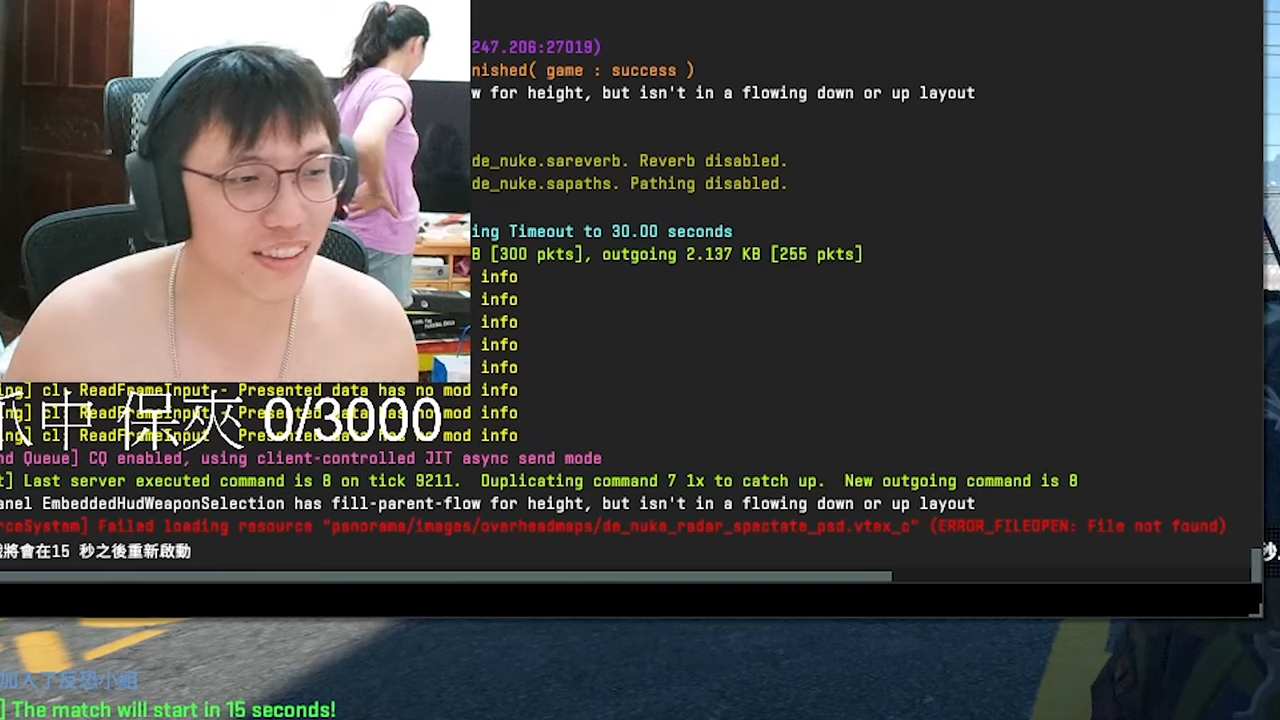 247.206:27019)
nished( game : success )
w for height, but isn't in a flowing down or up layout
de_nuke.sareverb. Reverb disabled.
de_nuke.sapaths. Pathing disabled.
ing Timeout to 30.00 seconds
B [300 pkts], outgoing 2.137 KB [255 pkts]
info
info
info
info
info
ing] cl: ReadFrameInput - Presented data has no mod info
ng] cl: ReadFrameInput - Presented data has no mod info
ng] cl: ReadFrameInput - Presented data has no mod info
中 保夾 0/3000
nd Queue] CQ enabled, using client-controlled JIT async send mode
t] Last server executed command is 8 on tick 9211. Duplicating command 7 1x to catch up. New outgoing command is 8
anel EmbeddedHudWeaponSelection has fill-parent-flow for height, but isn't in a flowing down or up layout
rceSystem] Failed loading resource "panorama/images/overheadmaps/de_nuke_radar_spectate_psd.vtex_c" (ERROR_FILEOPEN: File not found)
將會在15 秒之後重新啟動
秒
加入了反恐小組
] The match will start in 15 seconds!